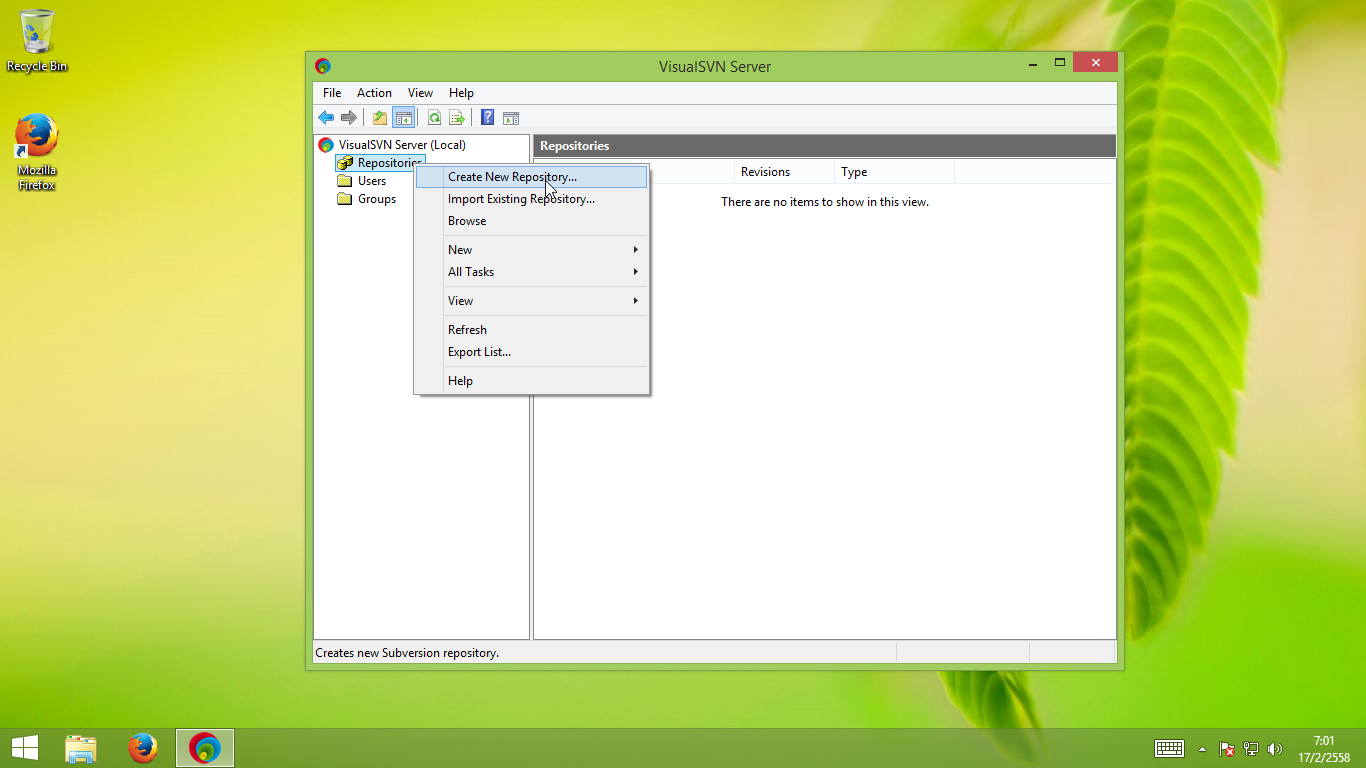 Recycle Bin
Mozilla
Firefox
VisualSVN Server
File Action View Help
VisualSVN Server (Local)
Repositories
Users
Groups
Repositories
Revisions Type
There are no items to show in this view.
Create New Repository...
Import Existing Repository...
Browse
New
All Tasks
View
Refresh
Export List...
Help
Creates new Subversion repository.
7:01
17/2/2558